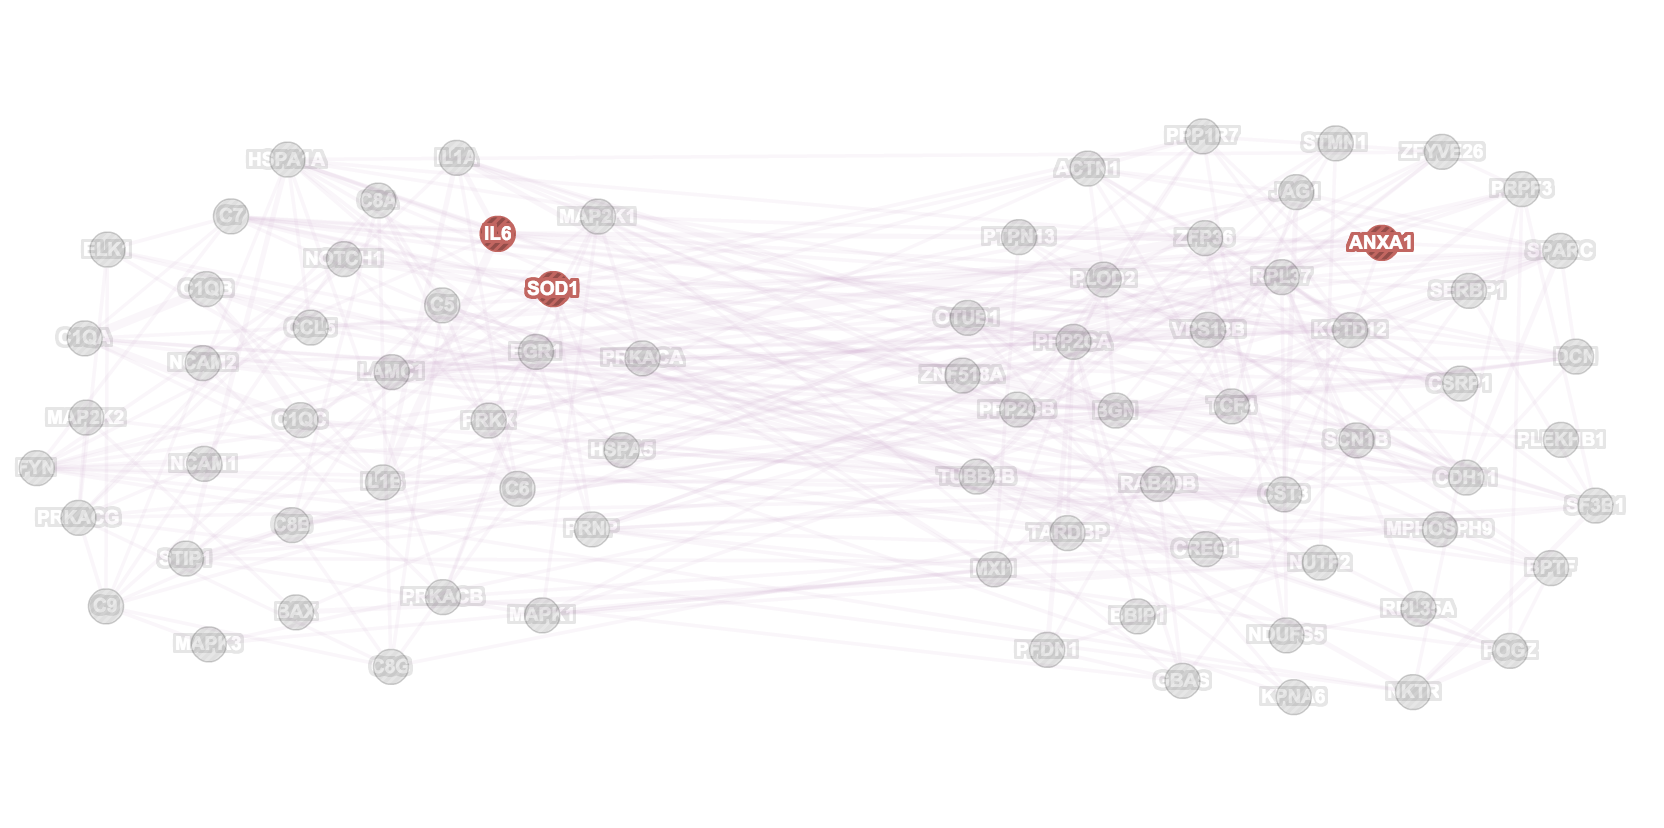 HSPA1A
IL1A
C8A
C7
MAP2K1
IL6
ELK1
NOTCH1
C1QB
SOD1
C5
CCL5
C1QA
EGR1
PRKACA
NCAM2
LAMC1
MAP2K2
C1QC
PRKX
HSPA5
NCAM1
FYN
IL1B
C6
PRKACG
C8B
PRNP
STIP1
PRKACB
C9
BAX
MAPK1
MAPK3
C8G
PPP1R7
STMN1
ZFYVE26
ACTN1
JAG1
PRPF3
PTPN13
ZFP36
ANXA1
SPARC
PLOD2
RPL37
SERBP1
OTUB1
VPS13B
KCTD12
PPP2CA
DCN
ZNF518A
CSRP1
PPP2CB
BGN
TCF4
SCN1B
PLEKHB1
TUBB4B
RAB40B
CST3
CDH11
SF3B1
TARDBP
MPHOSPH9
CREG1
NUTF2
MXI1
BPTF
EBIP1
RPL35A
NDUFS5
PFDN1
POGZ
GBAS
KPNA6
NKTR